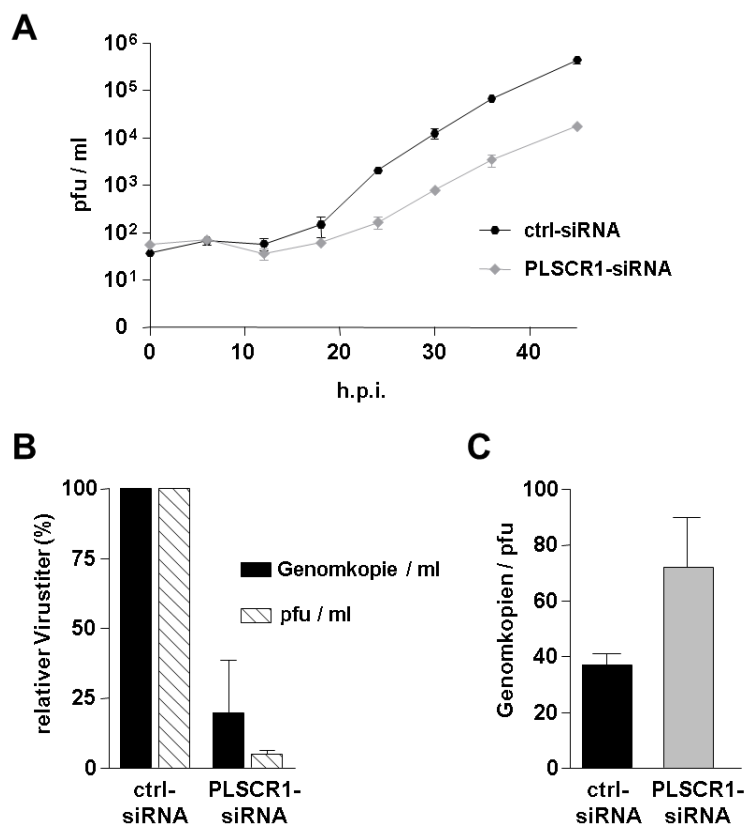 A
pfu / ml
10⁶
10⁵
10⁴
10³
10²
10¹
0
0 10 20 30 40
h.p.i.
ctrl-siRNA
PLSCR1-siRNA
B
relativer Virustiter (%)
100
75
50
25
0
Genomkopie / ml
pfu / ml
ctrl-
siRNA
PLSCR1-
siRNA
C
Genomkopien / pfu
100
80
60
40
20
0
ctrl-
siRNA
PLSCR1-
siRNA